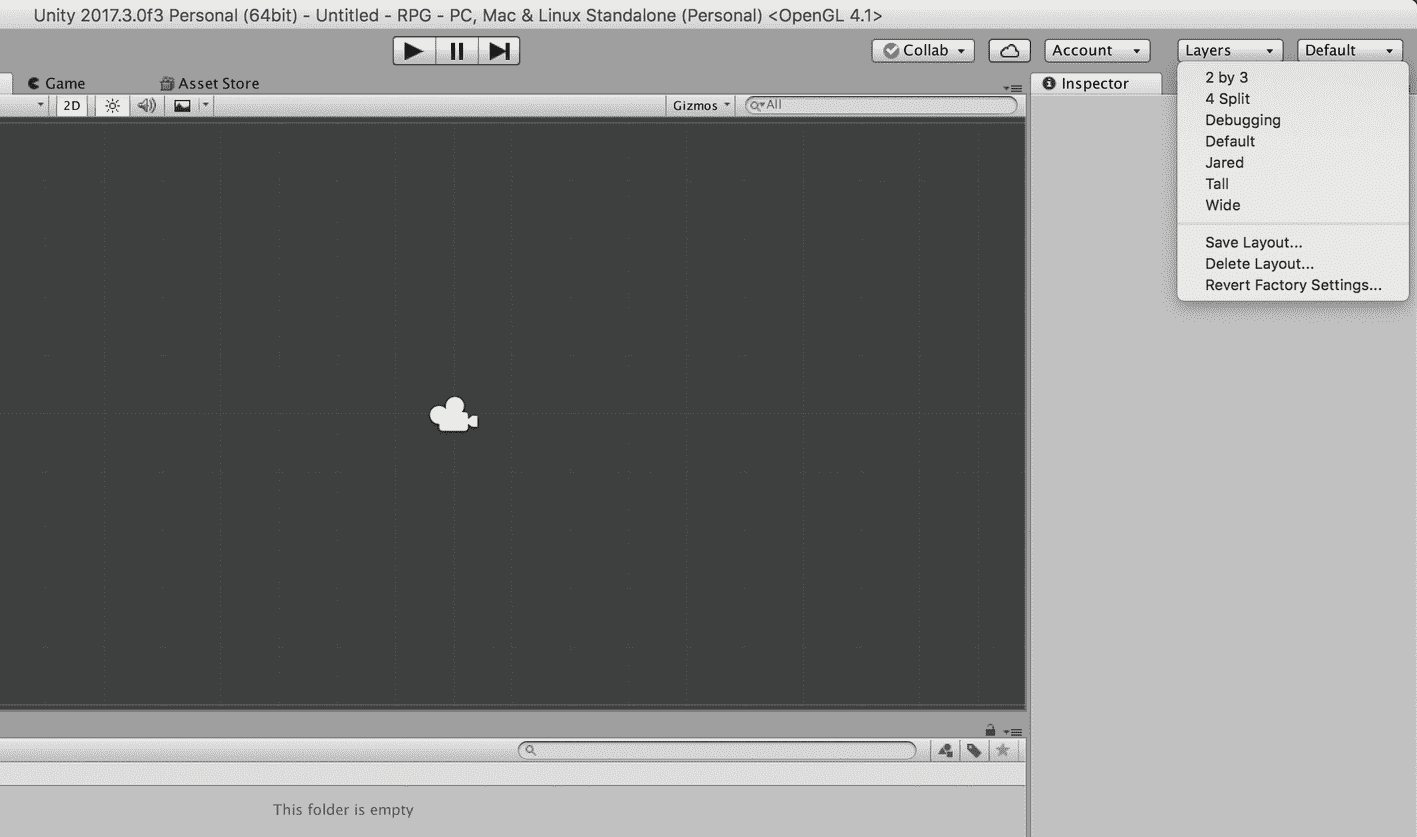 Unity 2017.3.0f3 Personal (64bit) - Untitled - RPG - PC, Mac & Linux Standalone (Personal) <OpenGL 4.1>
Collab Account Layers Default
Game Asset Store Inspector
2D Gizmos All
2 by 3
4 Split
Debugging
Default
Jared
Tall
Wide
Save Layout...
Delete Layout...
Revert Factory Settings...
This folder is empty